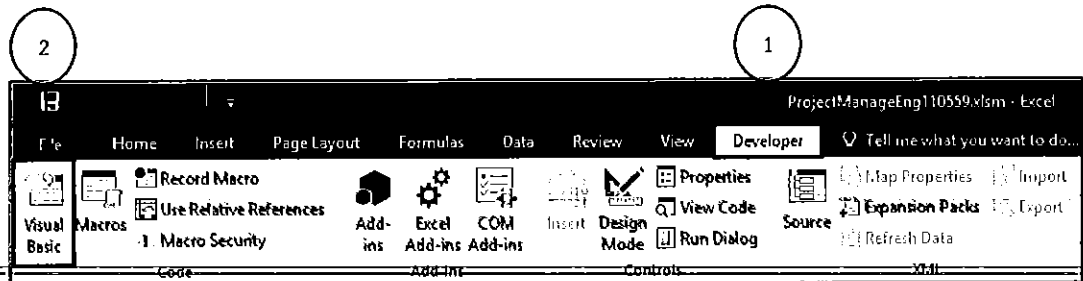 2
1
ProjectManageEng110559.xlsm - Excel
File Home Insert Page Layout Formulas Data Review View Developer Tell me what you want to do...
Visual Basic
Macros
Record Macro
Use Relative References
Macro Security
Code
Add-ins
Excel Add-ins
COM Add-ins
Add-Ins
Insert
Design Mode
Properties
View Code
Run Dialog
Controls
Source
Map Properties
Expansion Packs
Refresh Data
Import
Export
XML